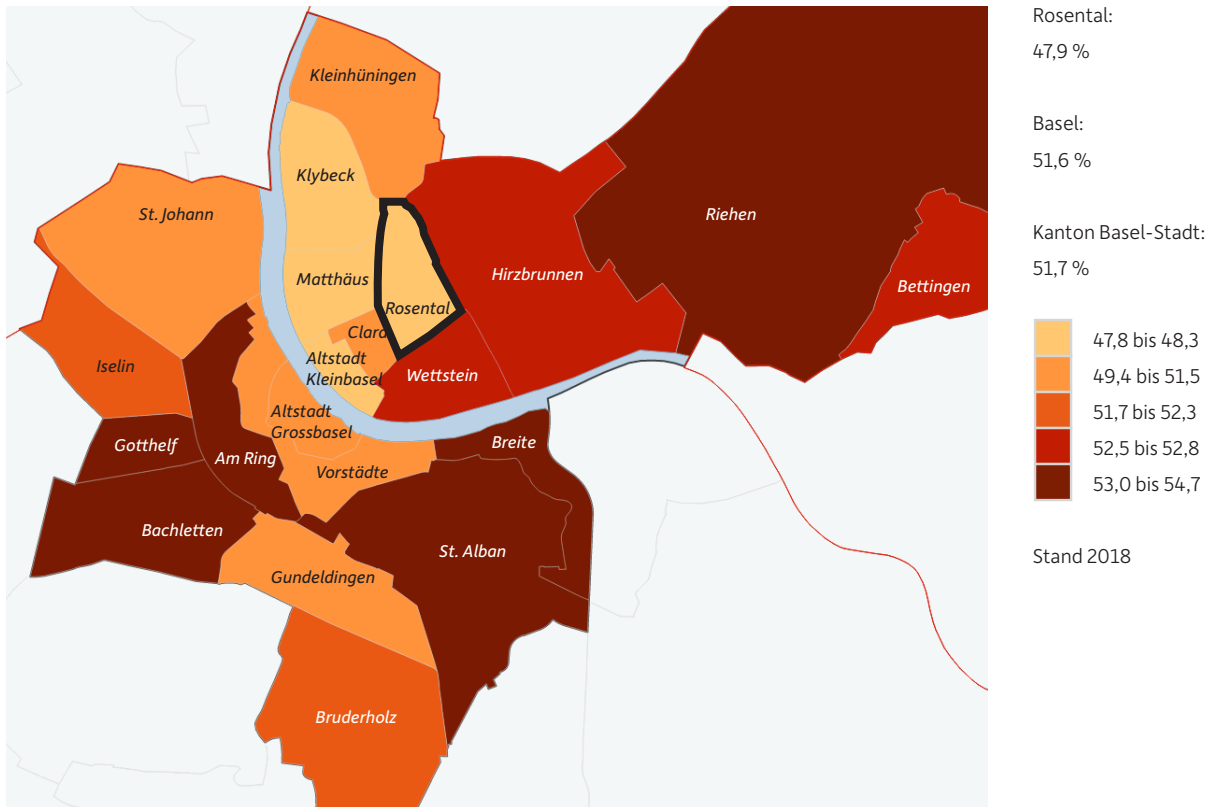 Kleinhüningen
Klybeck
St. Johann
Riehen
Matthäus
Hirzbrunnen
Bettingen
Rosental
Clara
Iselin
Altstadt
Kleinbasel
Wettstein
Altstadt
Grossbasel
Gotthelf
Am Ring
Breite
Vorstädte
Bachletten
St. Alban
Gundeldingen
Bruderholz
Rosental:
47,9 %
Basel:
51,6 %
Kanton Basel-Stadt:
51,7 %
47,8 bis 48,3
49,4 bis 51,5
51,7 bis 52,3
52,5 bis 52,8
53,0 bis 54,7
Stand 2018